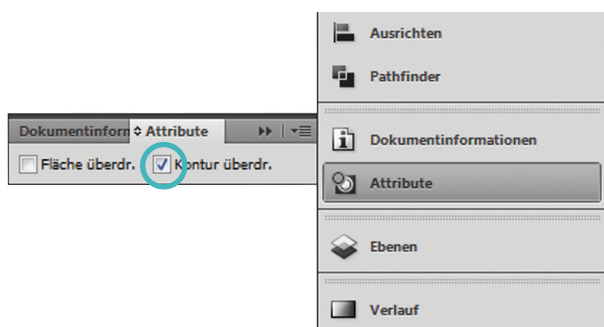 Ausrichten
Pathfinder
Dokumentinforn Attribute
Fläche überdr. Kontur überdr.
Dokumentinformationen
Attribute
Ebenen
Verlauf